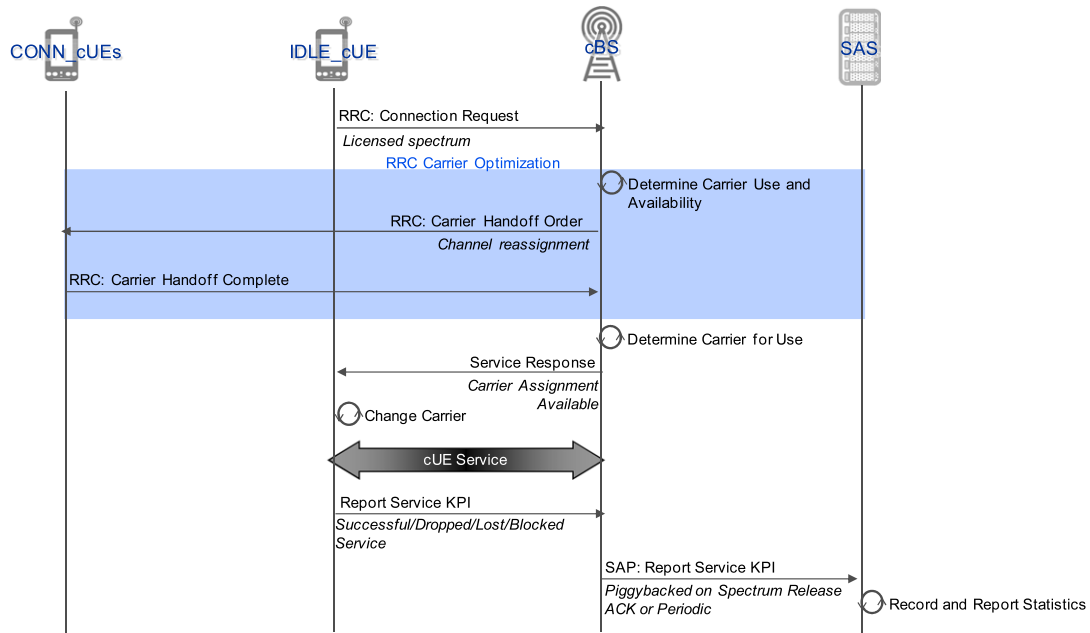 CONN_cUEs
IDLE_cUE
cBS
SAS
RRC: Connection Request
Licensed spectrum
RRC Carrier Optimization
Determine Carrier Use and
Availability
RRC: Carrier Handoff Order
Channel reassignment
RRC: Carrier Handoff Complete
Determine Carrier for Use
Service Response
Carrier Assignment
Available
Change Carrier
cUE Service
Report Service KPI
Successful/Dropped/Lost/Blocked
Service
SAP: Report Service KPI
Piggybacked on Spectrum Release
ACK or Periodic
Record and Report Statistics